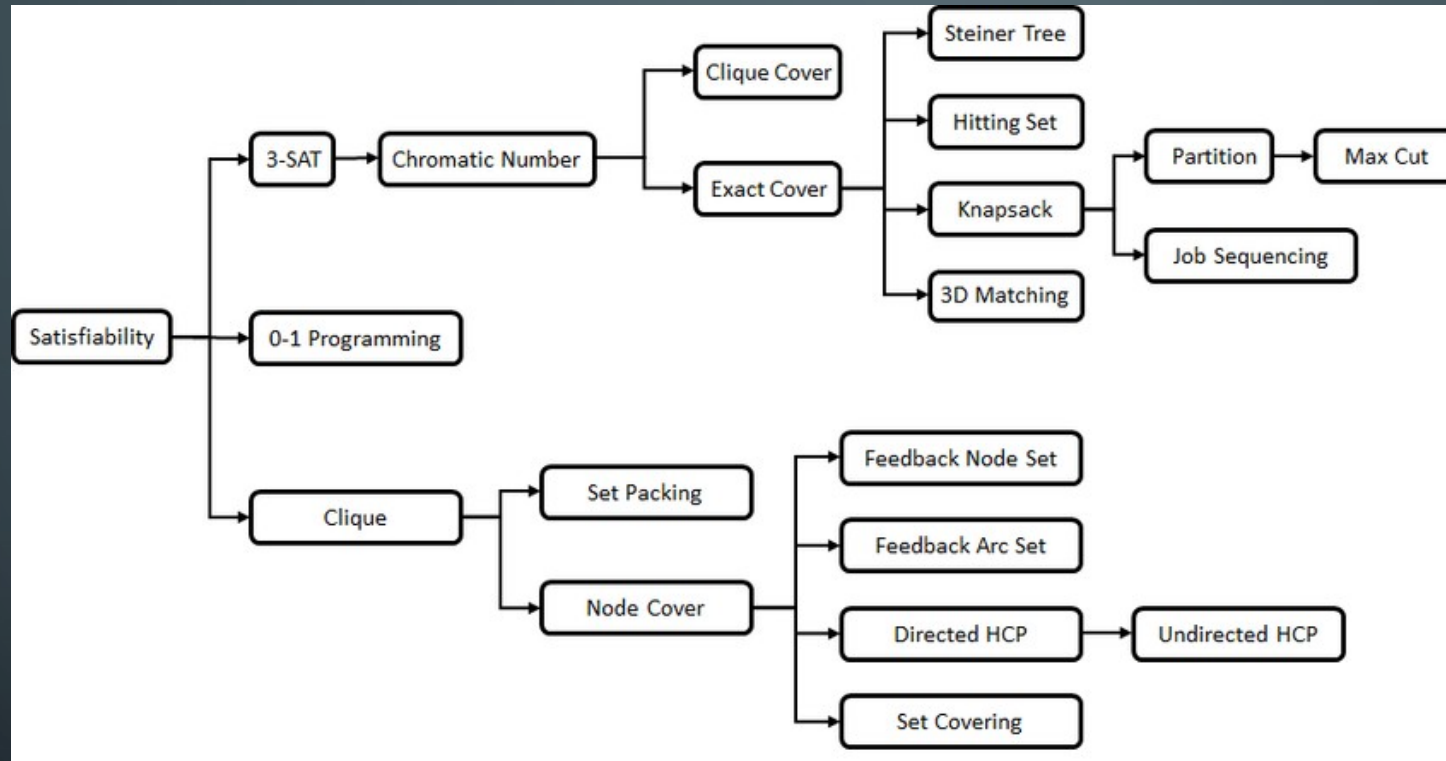 Steiner Tree
Clique Cover
Hitting Set
3-SAT
Chromatic Number
Partition
Max Cut
Exact Cover
Knapsack
Job Sequencing
3D Matching
Satisfiability
0-1 Programming
Feedback Node Set
Set Packing
Clique
Feedback Arc Set
Node Cover
Directed HCP
Undirected HCP
Set Covering